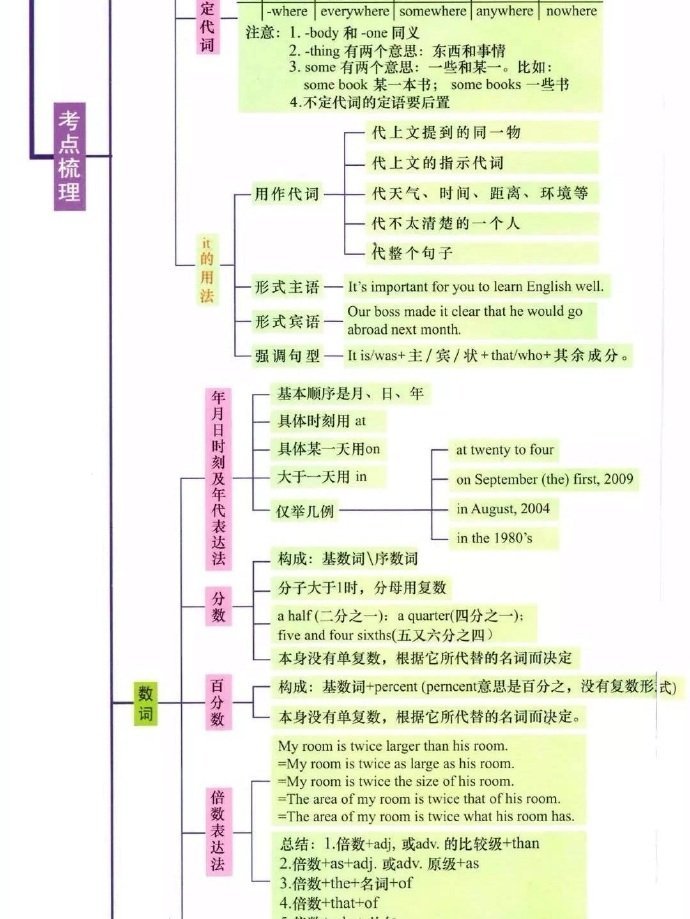 定代词
-where everywhere somewhere anywhere nowhere
注意：1. -body 和 -one 同义
2. -thing 有两个意思：东西和事情
3. some 有两个意思：一些和某一。比如：
some book 某一本书； some books 一些书
4.不定代词的定语要后置
考点梳理
it的用法
用作代词
代上文提到的同一物
代上文的指示代词
代天气、时间、距离、环境等
代不太清楚的一个人
代整个句子
形式主语
It's important for you to learn English well.
形式宾语
Our boss made it clear that he would go
abroad next month.
强调句型
It is/was+主/宾/状+that/who+其余成分。
数词
年月日时刻及年代表达法
基本顺序是月、日、年
具体时刻用 at
具体某一天用on
大于一天用 in
仅举几例
at twenty to four
on September (the) first, 2009
in August, 2004
in the 1980's
分数
构成：基数词\序数词
分子大于1时，分母用复数
a half (二分之一)：a quarter(四分之一)；
five and four sixths(五又六分之四）
本身没有单复数，根据它所代替的名词而决定
百分数
构成：基数词+percent (perncent意思是百分之，没有复数形式)
本身没有单复数，根据它所代替的名词而决定。
倍数表达法
My room is twice larger than his room.
=My room is twice as large as his room.
=My room is twice the size of his room.
=The area of my room is twice that of his room.
=The area of my room is twice what his room has.
总结：1.倍数+adj, 或adv. 的比较级+than
2.倍数+as+adj. 或adv. 原级+as
3.倍数+the+名词+of
4.倍数+that+of